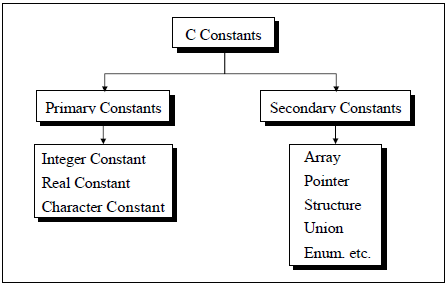 C Constants
Primary Constants
Secondary Constants
Integer Constant
Real Constant
Character Constant
Array
Pointer
Structure
Union
Enum. etc.